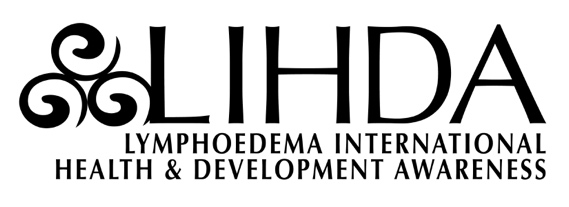 LIHDA
LYMPHOEDEMA INTERNATIONAL
HEALTH & DEVELOPMENT AWARENESS